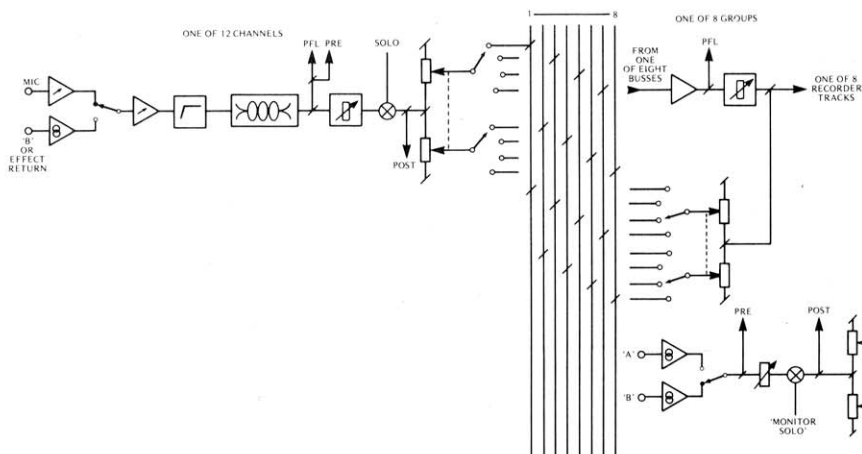 ONE OF 12 CHANNELS
PFL
PRE
SOLO
MIC
'B'
OR
EFFECT
RETURN
POST
1
8
ONE OF 8 GROUPS
PFL
FROM
ONE
OF EIGHT
BUSSES
ONE OF 8
RECORDER
TRACKS
PRE
POST
'A'
'B'
'MONITOR
SOLO'